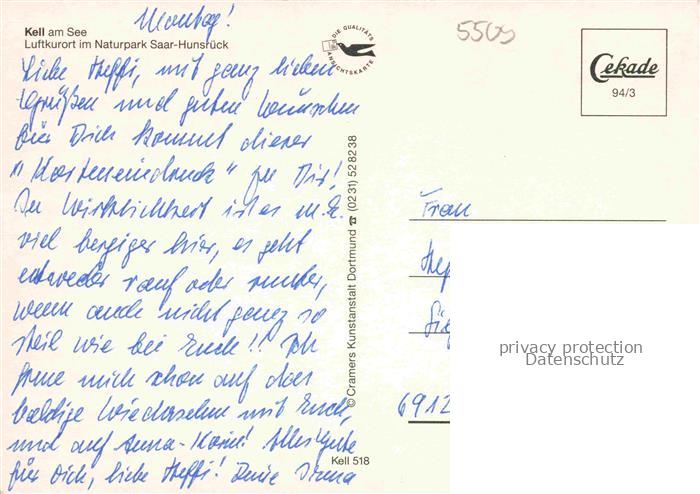 Montag!
Kell am See
Luftkurort im Naturpark Saar-Hunsrück
Liebe Steffi, mit ganz lieben
Grüßen und guten Wünschen
für Dich kommt dieser
"Karteneindruck" zu Dir!
In Wirklichkeit ist es m.E.
viel bergiger hier, es geht
entweder rauf oder runter,
wenn auch nicht ganz so
steil wie bei Euch!! Ich
freue mich schon auf das
baldige Wiedersehen mit Euch,
und auf Anna- Alles Gute
für Dich, liebe Steffi! Deine
DIE QUALITÄTS
ANSICHTSKARTE
© Cramers Kunstanstalt Dortmund ☎ (0231) 528238
Kell 518
5509
Cekade
94/3
Frau
6912
privacy protection
Datenschutz